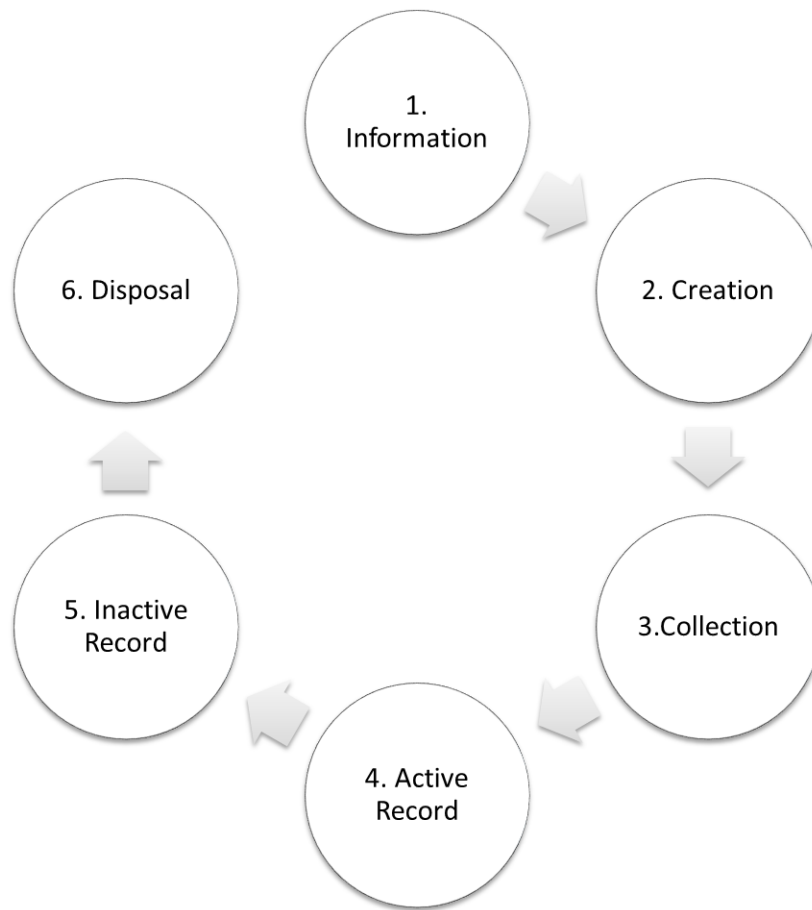 1.
Information
2. Creation
3.Collection
4. Active
Record
5. Inactive
Record
6. Disposal